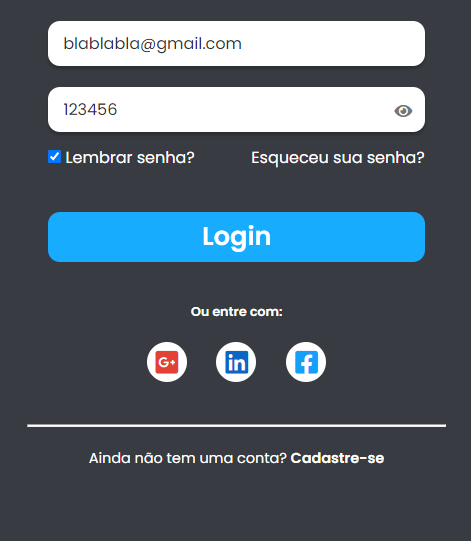 blablabla@gmail.com
123456
Lembrar senha? Esqueceu sua senha?
Login
Ou entre com:
G+ in f
Ainda não tem uma conta? Cadastre-se